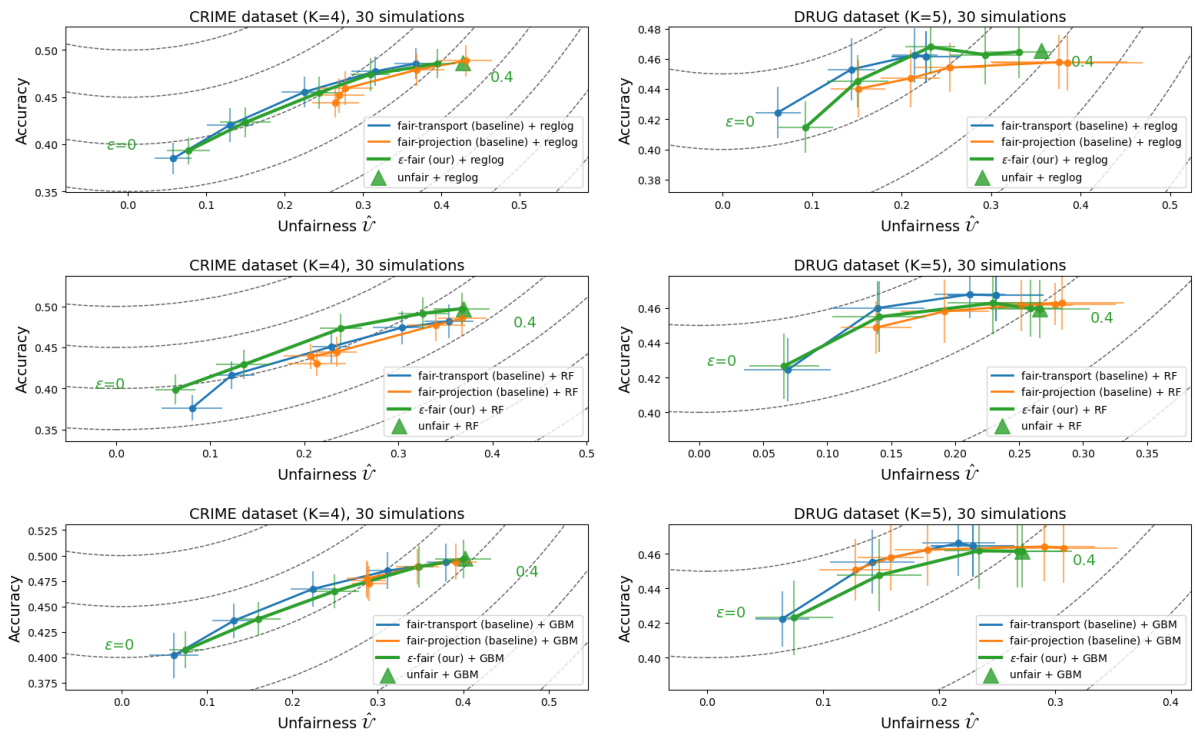 CRIME dataset (K=4), 30 simulations
Accuracy
0.50
0.45
0.40
0.35
ε=0
0.4
fair-transport (baseline) + reglog
fair-projection (baseline) + reglog
ε-fair (our) + reglog
unfair + reglog
0.0 0.1 0.2 0.3 0.4 0.5
Unfairness 𝒰̂
DRUG dataset (K=5), 30 simulations
Accuracy
0.48
0.46
0.44
0.42
0.40
0.38
ε=0
0.4
fair-transport (baseline) + reglog
fair-projection (baseline) + reglog
ε-fair (our) + reglog
unfair + reglog
0.0 0.1 0.2 0.3 0.4 0.5
Unfairness 𝒰̂
CRIME dataset (K=4), 30 simulations
Accuracy
0.50
0.45
0.40
0.35
ε=0
0.4
fair-transport (baseline) + RF
fair-projection (baseline) + RF
ε-fair (our) + RF
unfair + RF
0.0 0.1 0.2 0.3 0.4 0.5
Unfairness 𝒰̂
DRUG dataset (K=5), 30 simulations
Accuracy
0.46
0.44
0.42
0.40
ε=0
0.4
fair-transport (baseline) + RF
fair-projection (baseline) + RF
ε-fair (our) + RF
unfair + RF
0.00 0.05 0.10 0.15 0.20 0.25 0.30 0.35
Unfairness 𝒰̂
CRIME dataset (K=4), 30 simulations
Accuracy
0.525
0.500
0.475
0.450
0.425
0.400
0.375
ε=0
0.4
fair-transport (baseline) + GBM
fair-projection (baseline) + GBM
ε-fair (our) + GBM
unfair + GBM
0.0 0.1 0.2 0.3 0.4 0.5
Unfairness 𝒰̂
DRUG dataset (K=5), 30 simulations
Accuracy
0.46
0.44
0.42
0.40
ε=0
0.4
fair-transport (baseline) + GBM
fair-projection (baseline) + GBM
ε-fair (our) + GBM
unfair + GBM
0.0 0.1 0.2 0.3 0.4
Unfairness 𝒰̂